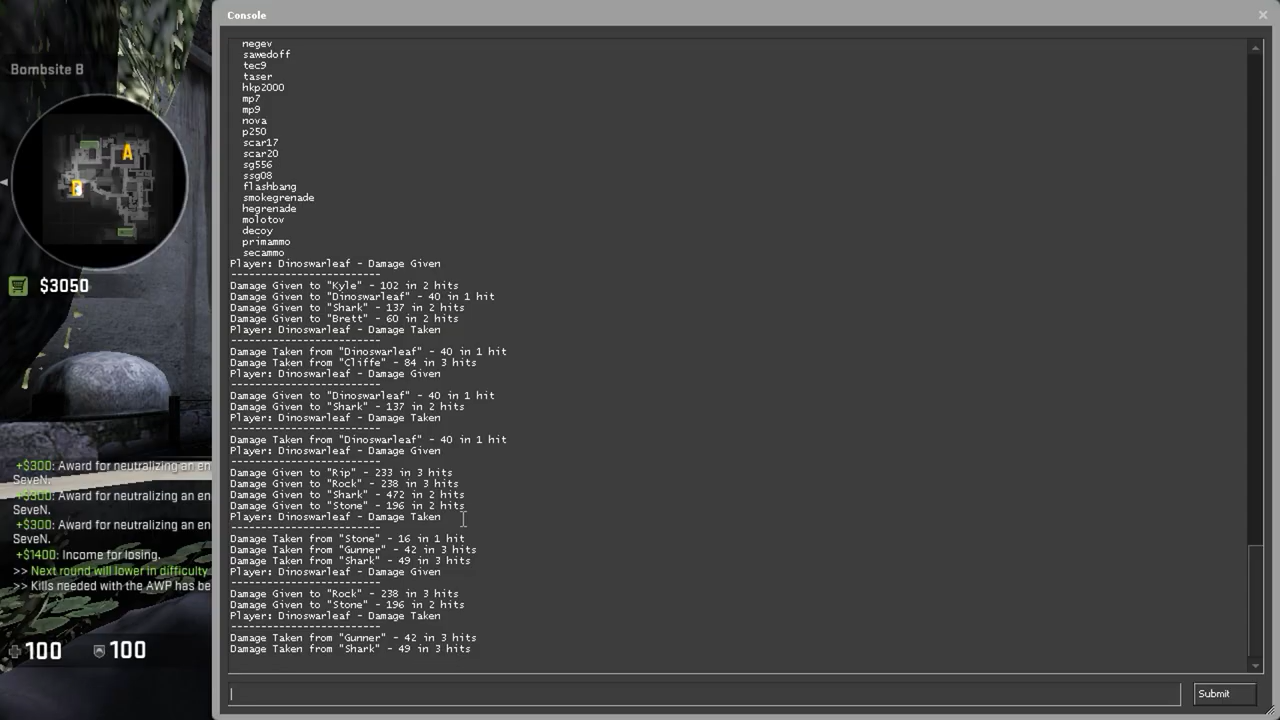 Console
Bombsite B
A
B
$3050
negev
sawedoff
tec9
taser
hkp2000
mp7
mp9
nova
p250
scar17
scar20
sg556
ssg08
flashbang
smokegrenade
hegrenade
molotov
decoy
primammo
secammo
Player: Dinoswarleaf - Damage Given
-------------------------
Damage Given to "Kyle" - 102 in 2 hits
Damage Given to "Dinoswarleaf" - 40 in 1 hit
Damage Given to "Shark" - 137 in 2 hits
Damage Given to "Brett" - 60 in 2 hits
Player: Dinoswarleaf - Damage Taken
-------------------------
Damage Taken from "Dinoswarleaf" - 40 in 1 hit
Damage Taken from "Cliffe" - 84 in 3 hits
Player: Dinoswarleaf - Damage Given
-------------------------
Damage Given to "Dinoswarleaf" - 40 in 1 hit
Damage Given to "Shark" - 137 in 2 hits
Player: Dinoswarleaf - Damage Taken
-------------------------
Damage Taken from "Dinoswarleaf" - 40 in 1 hit
Player: Dinoswarleaf - Damage Given
-------------------------
Damage Given to "Rip" - 233 in 3 hits
Damage Given to "Rock" - 238 in 3 hits
Damage Given to "Shark" - 472 in 2 hits
Damage Given to "Stone" - 196 in 2 hits
Player: Dinoswarleaf - Damage Taken
-------------------------
Damage Taken from "Stone" - 16 in 1 hit
Damage Taken from "Gunner" - 42 in 3 hits
Damage Taken from "Shark" - 49 in 3 hits
Player: Dinoswarleaf - Damage Given
-------------------------
Damage Given to "Rock" - 238 in 3 hits
Damage Given to "Stone" - 196 in 2 hits
Player: Dinoswarleaf - Damage Taken
-------------------------
Damage Taken from "Gunner" - 42 in 3 hits
Damage Taken from "Shark" - 49 in 3 hits
+$300: Award for neutralizing an en
SeveN.
+$300: Award for neutralizing an en
SeveN.
+$300: Award for neutralizing an en
SeveN.
+$1400: Income for losing.
>> Next round will lower in difficulty
>> Kills needed with the AWP has be
100
100
Submit